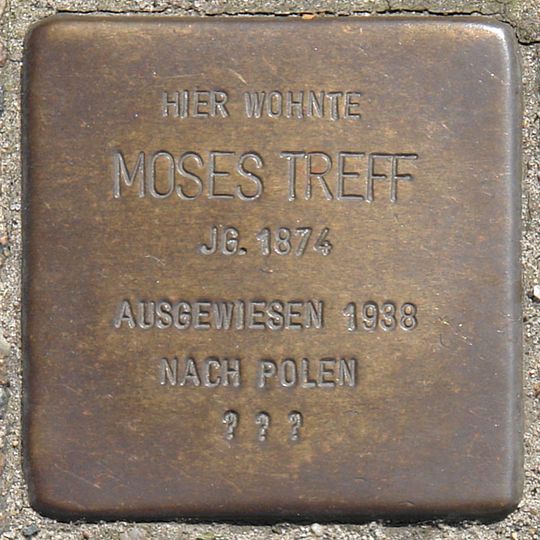 HIER WOHNTE
MOSES TREFF
JG. 1874
AUSGEWIESEN 1938
NACH POLEN
? ? ?